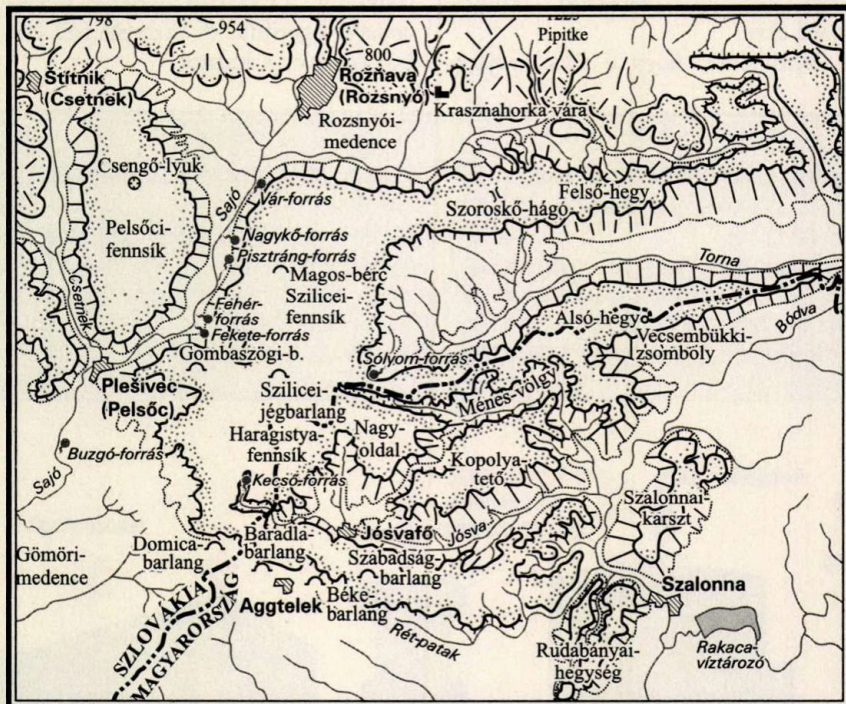 798
954
1225
Pipitke
800
Štítnik
(Csetnek)
Rožňava
(Rozsnyó)
Krasznahorka vára
Rozsnyói-
medence
Csengő-lyuk
Sajó
Vár-forrás
Felső-hegy
Szoroskő-hágó
Pelsőci-
fennsík
Nagykő-forrás
Pisztráng-forrás
Magos-bérc
Szilicei-
fennsík
Torna
Csetnek
Fehér-
forrás
Fekete-forrás
Alsó-hegy
Vecsembükki-
zsomboly
Bódva
Gombaszögi-b.
Sólyom-forrás
Plešivec
(Pelsőc)
Szilicei-
jégbarlang
Ménes-völgy
Haragistya-
fennsík
Nagy-
oldal
Buzgó-forrás
Kopolya-
tető
Sajó
Kecső-forrás
Szalonnai-
karszt
Gömöri-
medence
Domica-
barlang
Baradla-
barlang
Jósvafő
Jósva
Szabadság-
barlang
Szalonna
SZLOVÁKIA
MAGYARORSZÁG
Aggtelek
Béke-
barlang
Rét-patak
Rudabányai-
hegység
Rakaca-
víztározó